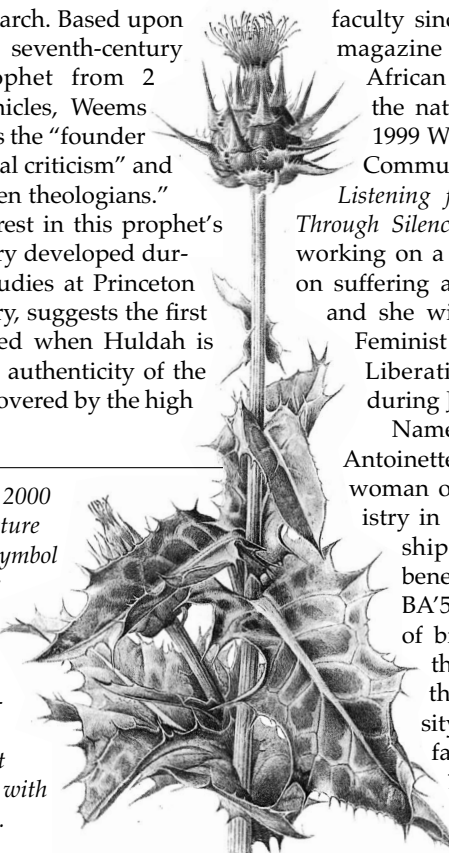 arch. Based upon
seventh-century
ophet from 2
nicles, Weems
s the “founder
al criticism” and
en theologians.”
rest in this prophet’s
ry developed dur-
udies at Princeton
ry, suggests the first
ed when Huldah is
authenticity of the
overed by the high
2000
ture
ymbol
t
with
faculty sinc
magazine
African
the nat
1999 W
Commu
Listening f
Through Silenc
working on a
on suffering a
and she wi
Feminist
Liberati
during J
Name
Antoinette
woman o
istry in
ship
bene
BA’5
of bi
th
th
sity
fa